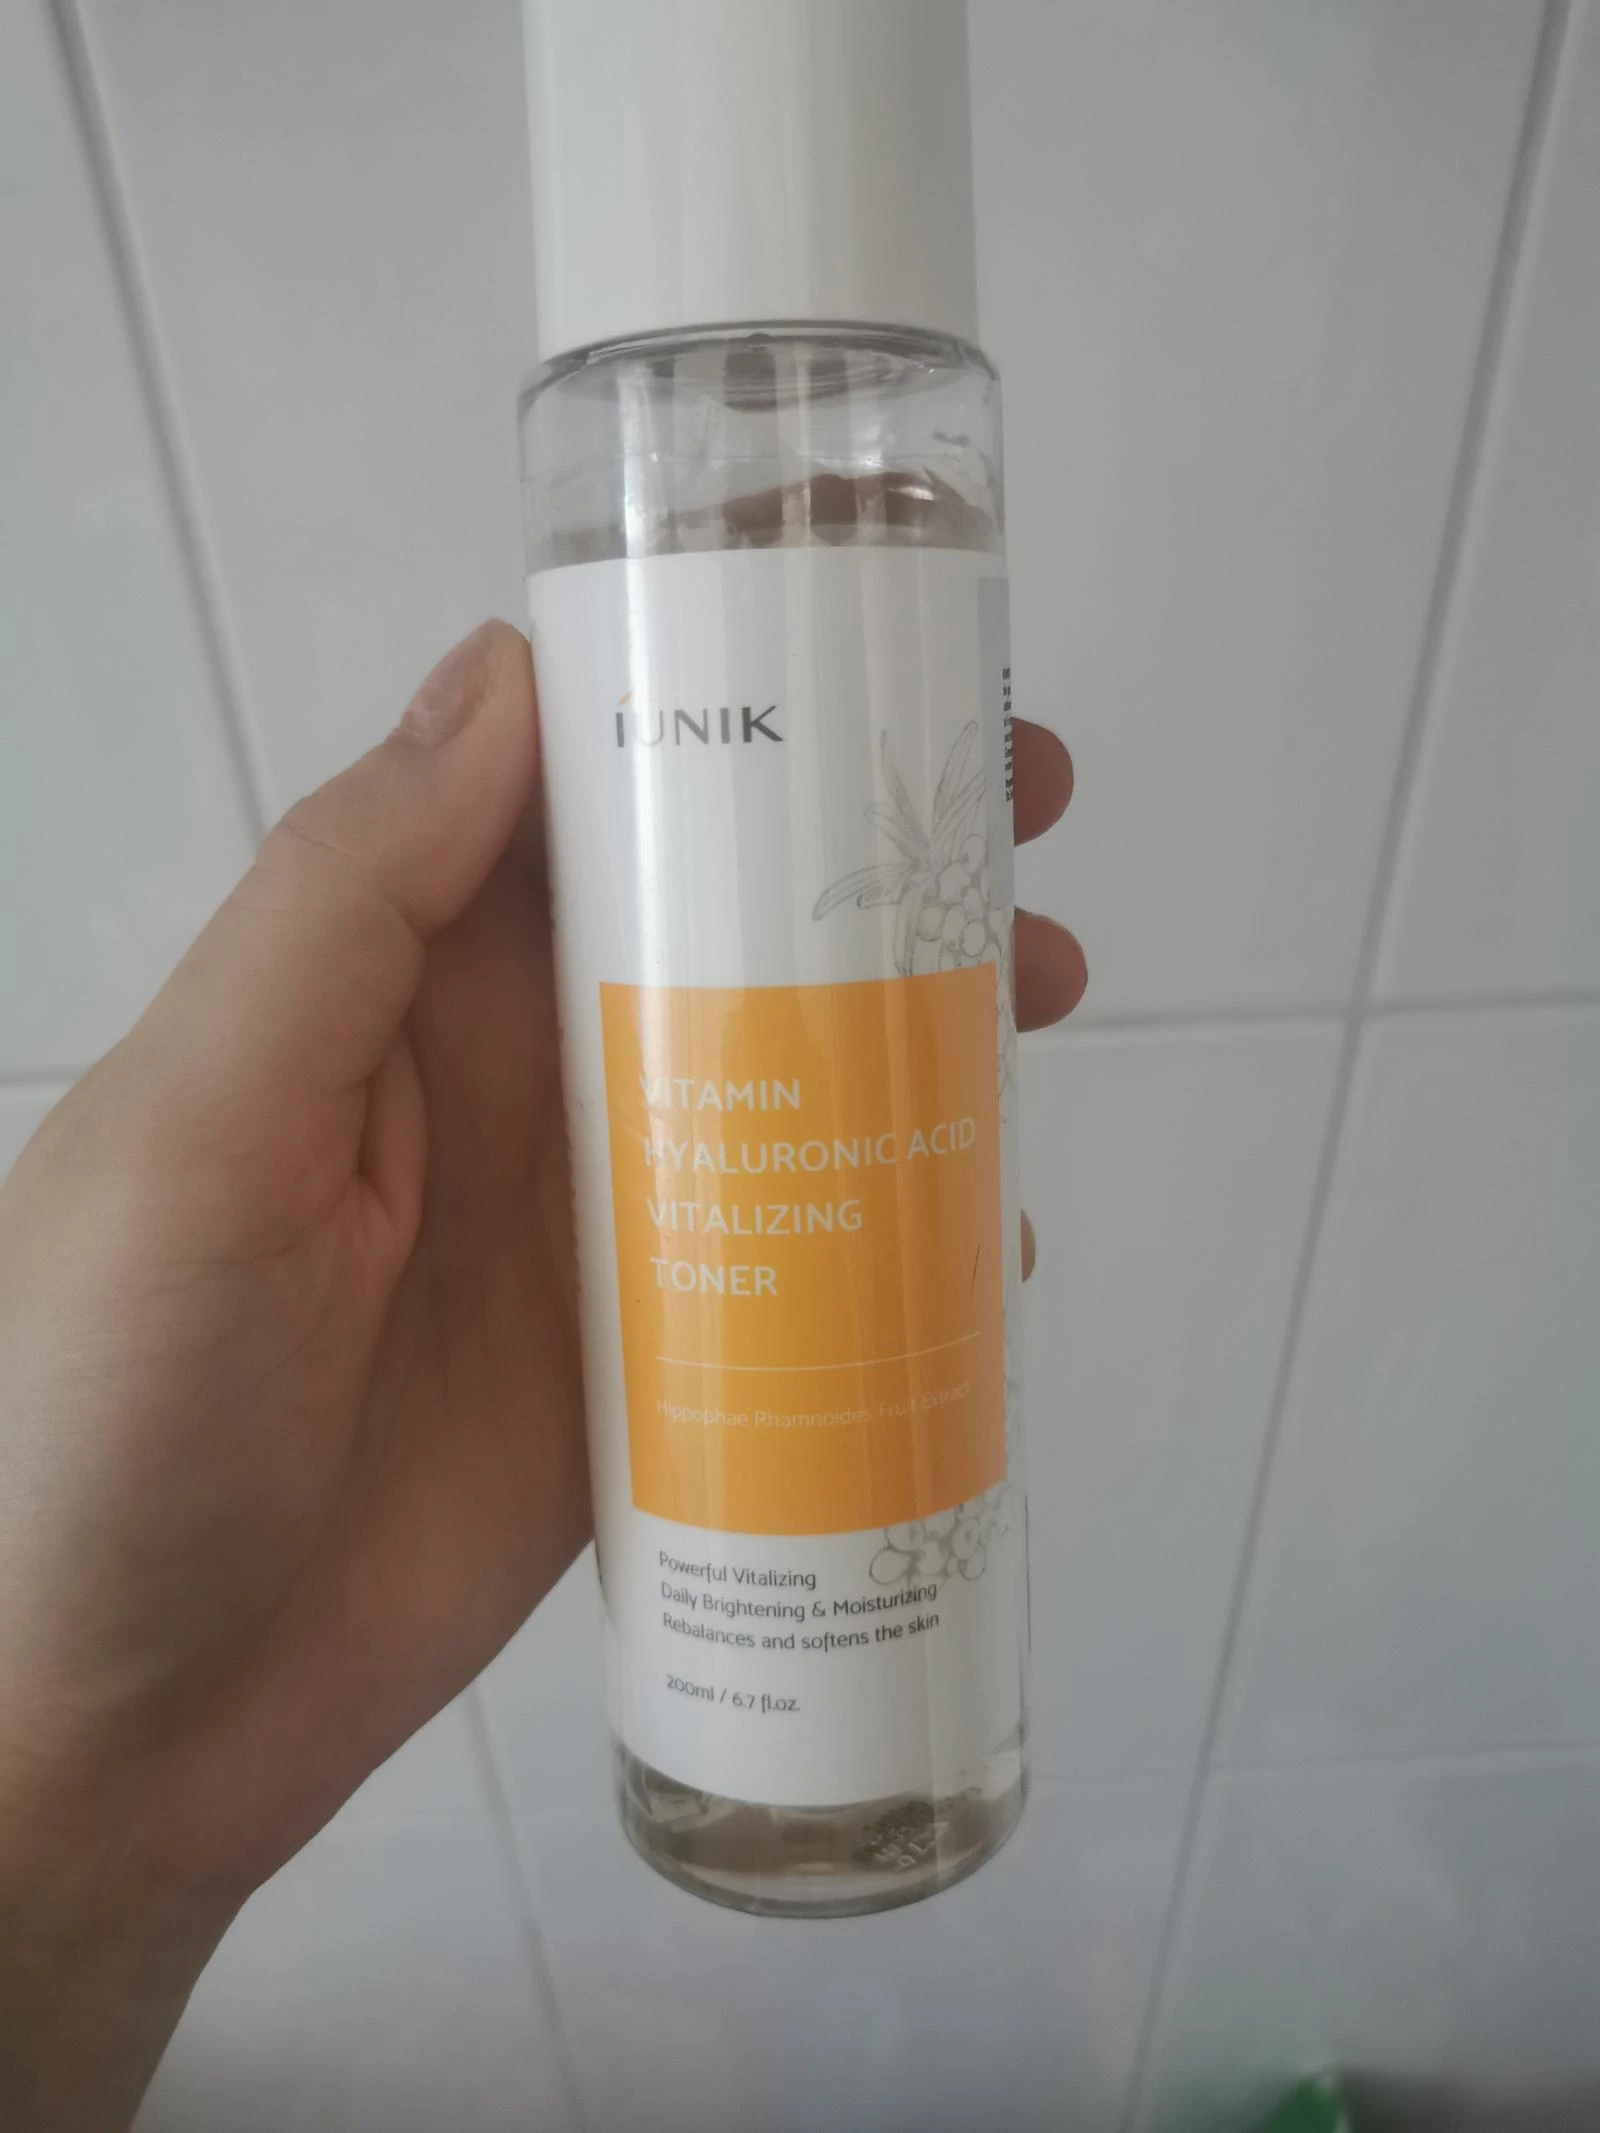 iUNIK
VITAMIN
HYALURONIC ACID
VITALIZING
TONER
Hippophae Rhamnoides Fruit Extract
Powerful Vitalizing
Daily Brightening & Moisturizing
Rebalances and softens the skin
200ml / 6.7 fl.oz.